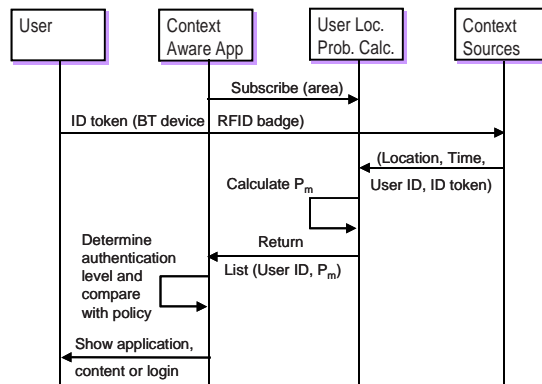 User
Context
Aware App
User Loc.
Prob. Calc.
Context
Sources
Subscribe (area)
ID token (BT device RFID badge)
(Location, Time,
User ID, ID token)
Calculate Pm
Return
List (User ID, Pm)
Determine
authentication
level and
compare
with policy
Show application,
content or login